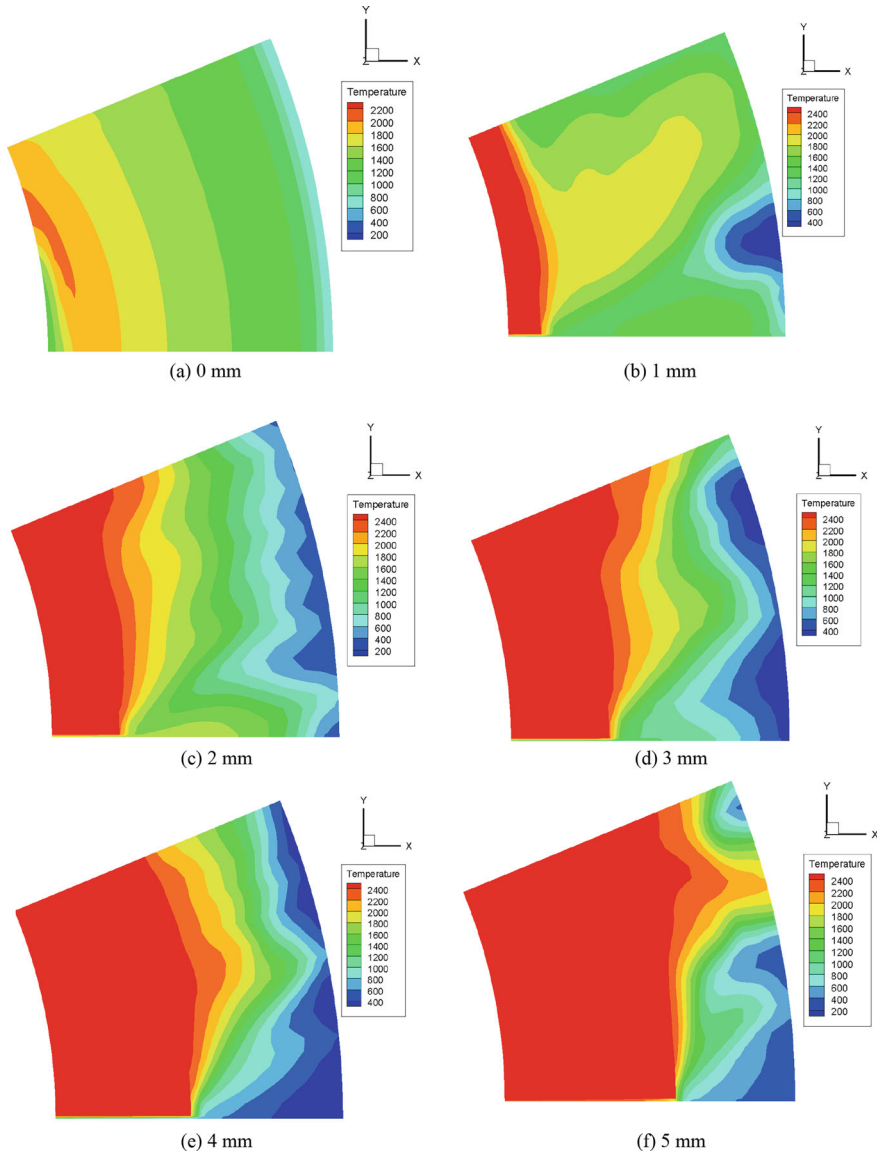 Y
Z
X
Temperature
2200
2000
1800
1600
1400
1200
1000
800
600
400
200
(a) 0 mm
Y
Z
X
Temperature
2400
2200
2000
1800
1600
1400
1200
1000
800
600
400
(b) 1 mm
Y
Z
X
Temperature
2400
2200
2000
1800
1600
1400
1200
1000
800
600
400
200
(c) 2 mm
Y
Z
X
Temperature
2400
2200
2000
1800
1600
1400
1200
1000
800
600
400
(d) 3 mm
Y
Z
X
Temperature
2400
2200
2000
1800
1600
1400
1200
1000
800
600
400
(e) 4 mm
Y
Z
X
Temperature
2400
2200
2000
1800
1600
1400
1200
1000
800
600
400
200
(f) 5 mm